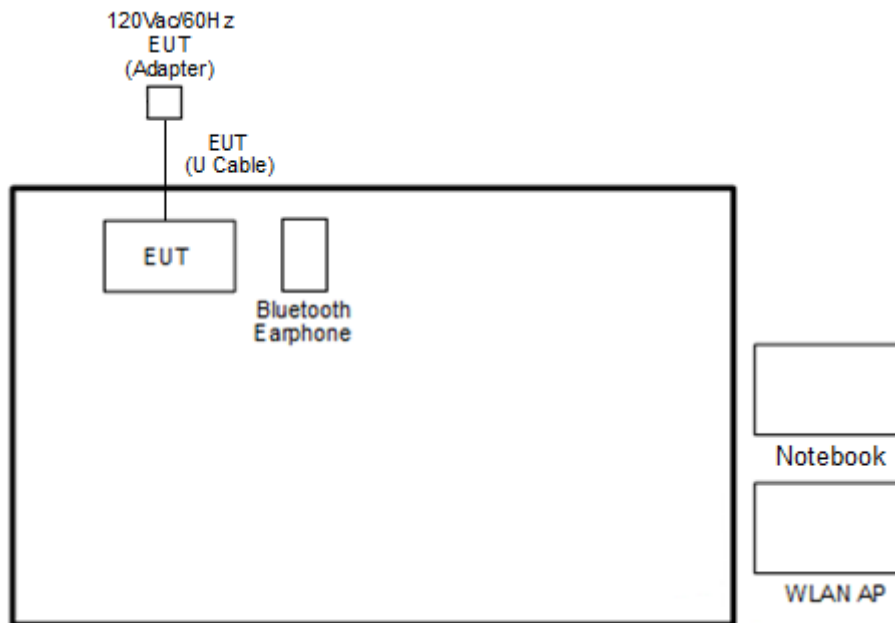 120Vac/60Hz
EUT
(Adapter)
EUT
(U Cable)
EUT
Bluetooth
Earphone
Notebook
WLAN AP